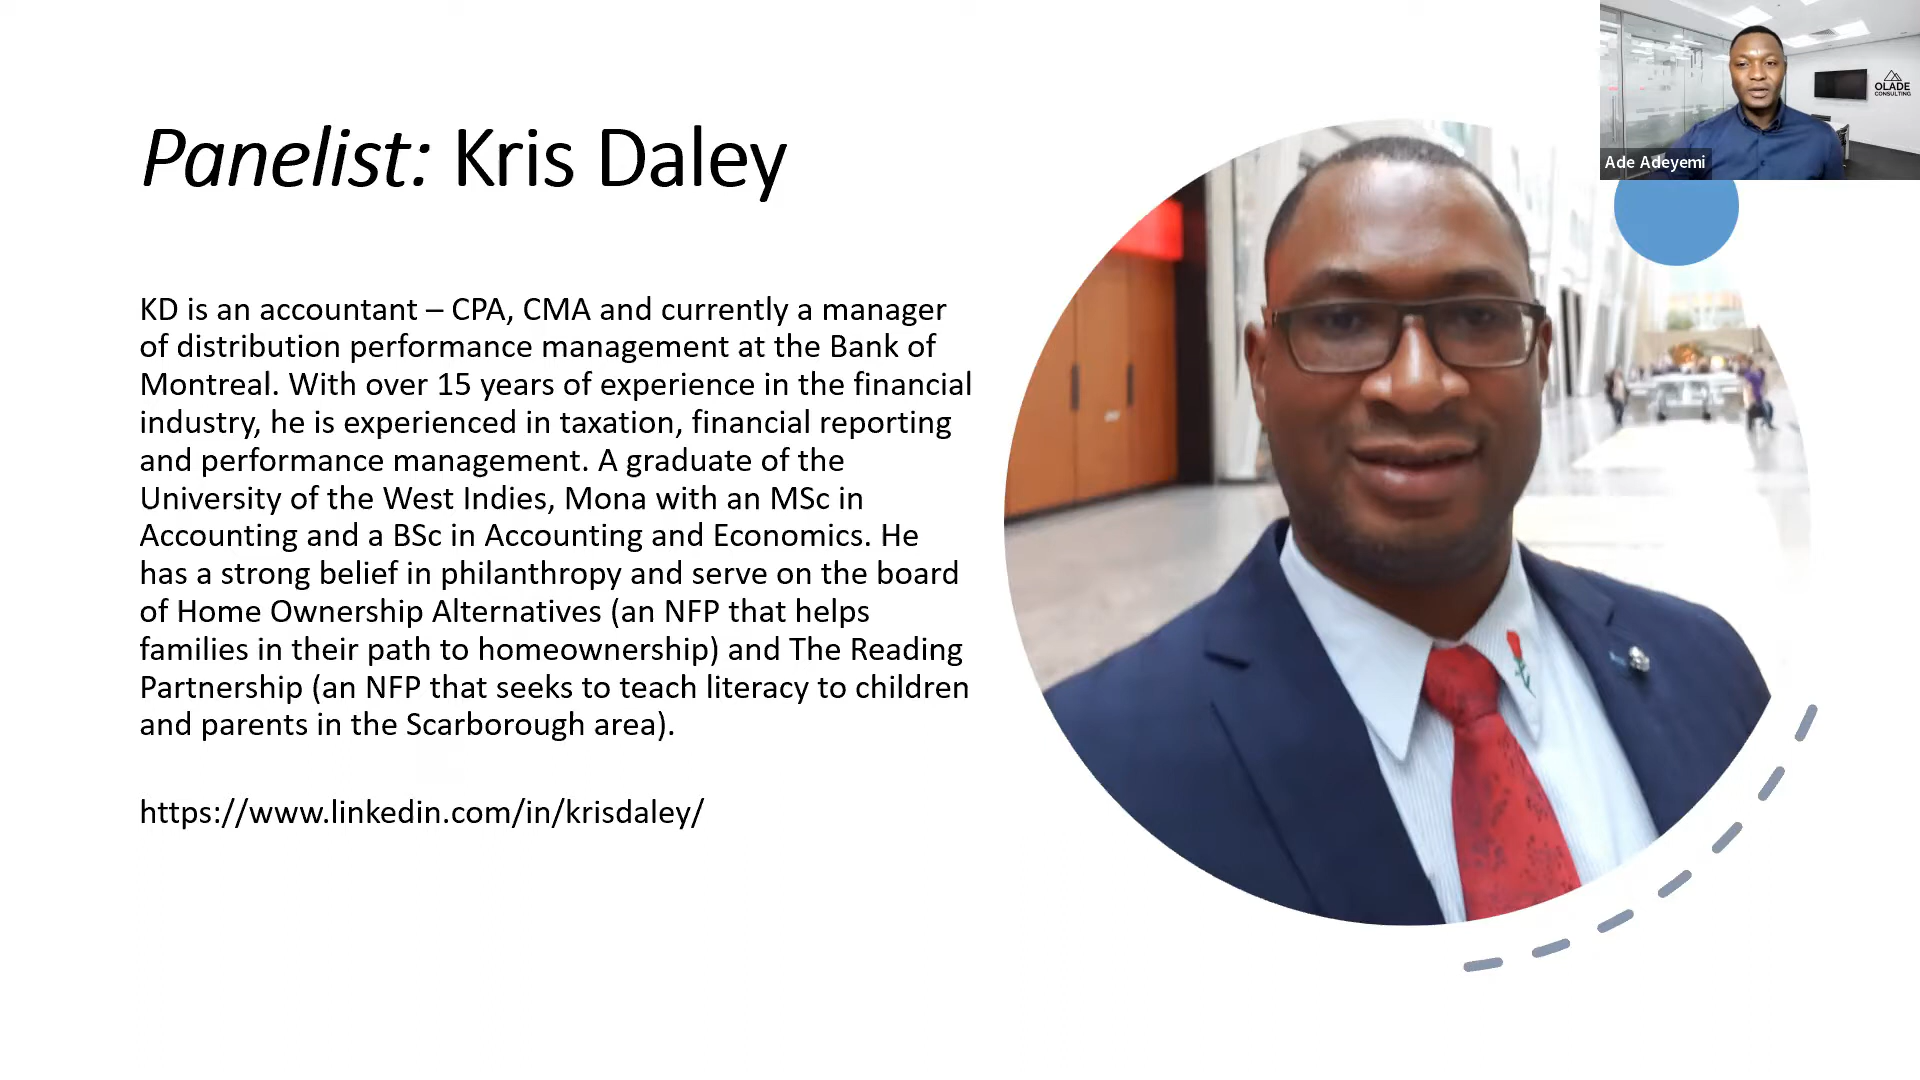 Panelist: Kris Daley
KD is an accountant – CPA, CMA and currently a manager
of distribution performance management at the Bank of
Montreal. With over 15 years of experience in the financial
industry, he is experienced in taxation, financial reporting
and performance management. A graduate of the
University of the West Indies, Mona with an MSc in
Accounting and a BSc in Accounting and Economics. He
has a strong belief in philanthropy and serve on the board
of Home Ownership Alternatives (an NFP that helps
families in their path to homeownership) and The Reading
Partnership (an NFP that seeks to teach literacy to children
and parents in the Scarborough area).
https://www.linkedin.com/in/krisdaley/
OLADE
CONSULTING
Ade Adeyemi